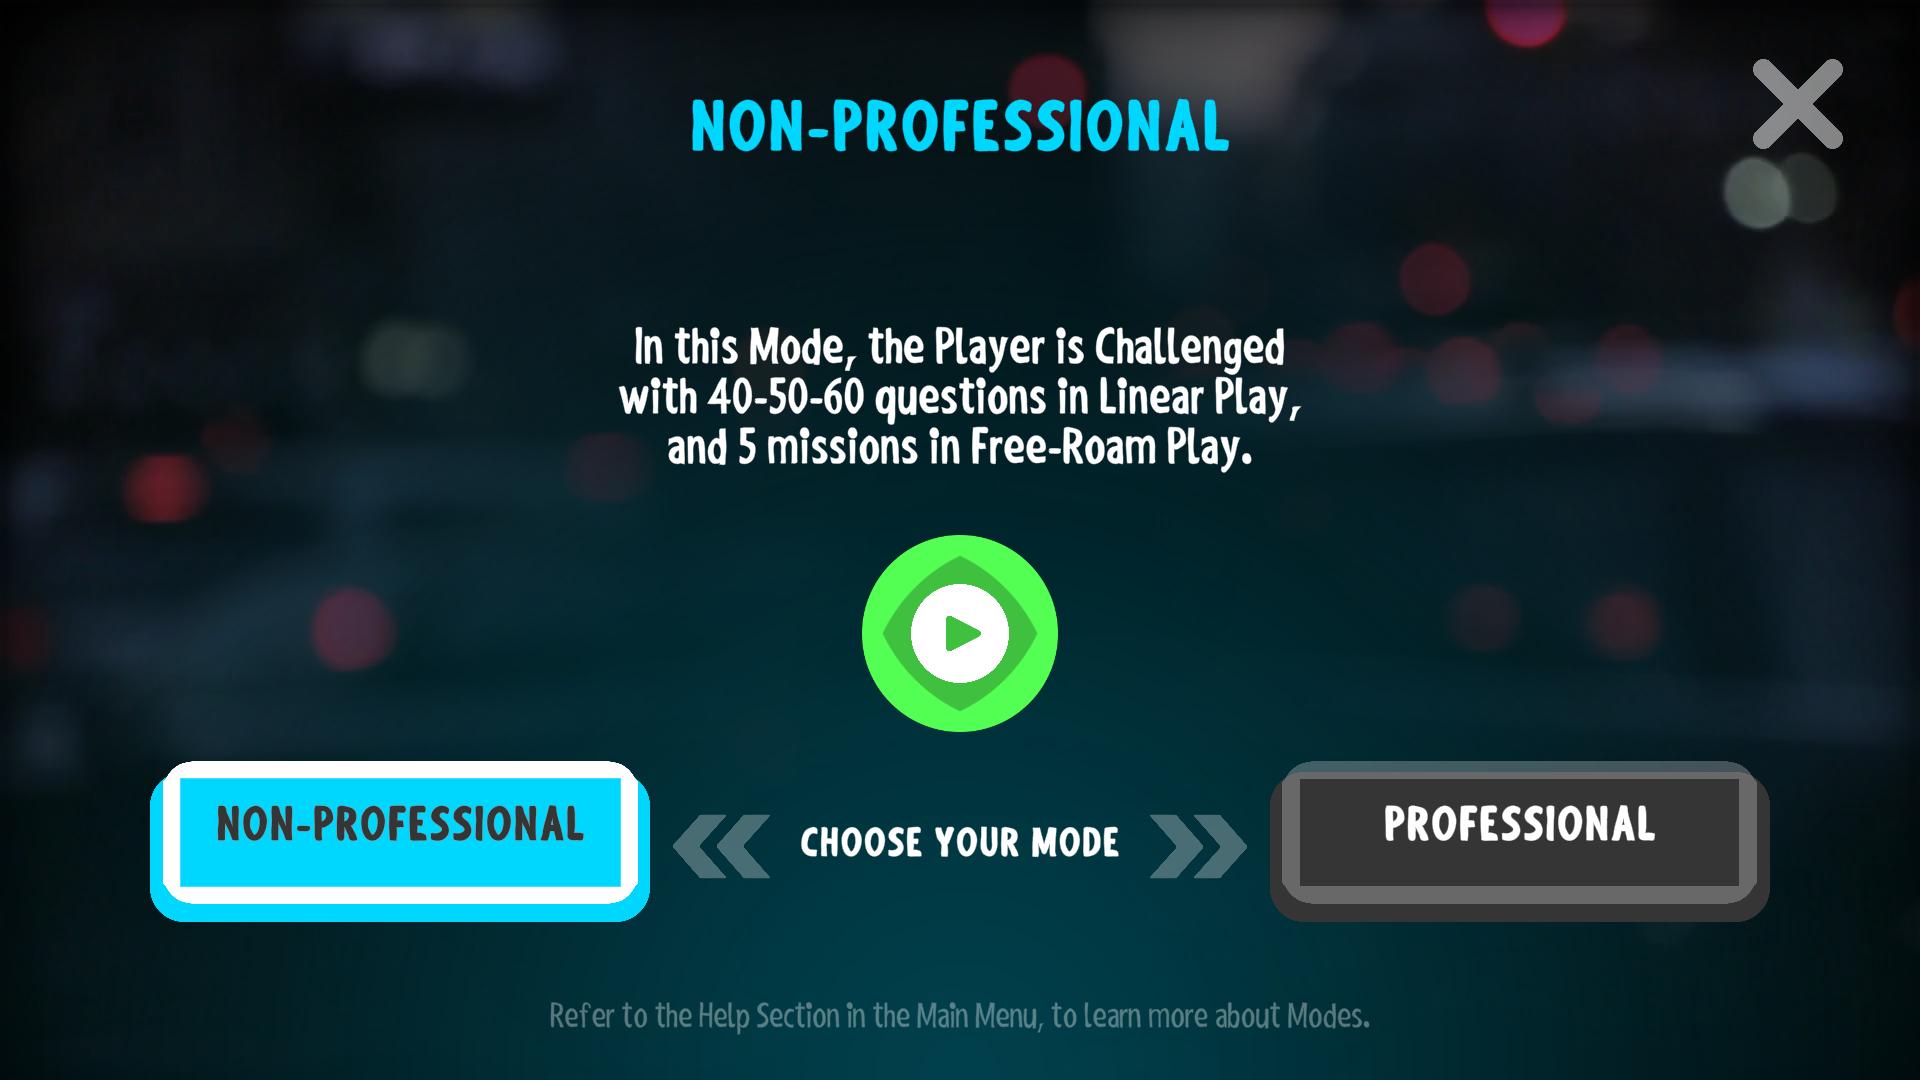 NON-PROFESSIONAL
In this Mode, the Player is Challenged
with 40-50-60 questions in Linear Play,
and 5 missions in Free-Roam Play.
NON-PROFESSIONAL
CHOOSE YOUR MODE
PROFESSIONAL
Refer to the Help Section in the Main Menu, to learn more about Modes.